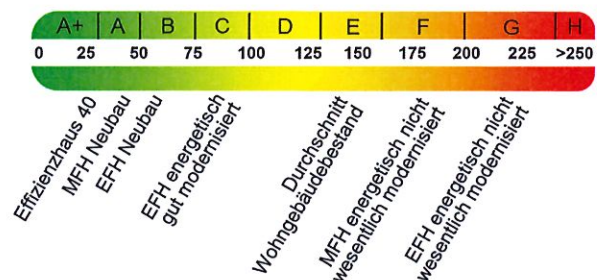 A+ A B C D E F G H
0 25 50 75 100 125 150 175 200 225 >250
Effizienzhaus 40
MFH Neubau
EFH Neubau
EFH energetisch
gut modernisiert
Durchschnitt
Wohngebäudebestand
MFH energetisch nicht
wesentlich modernisiert
EFH energetisch nicht
wesentlich modernisiert